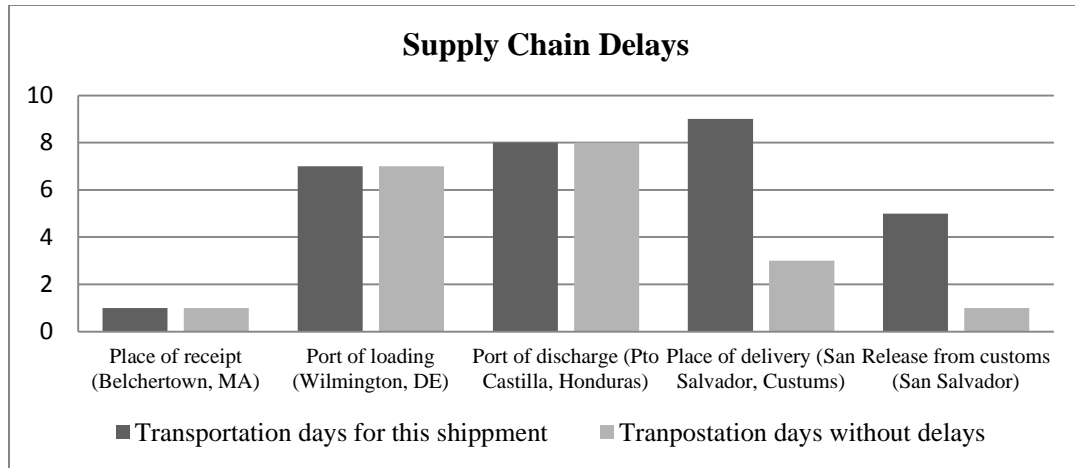 Supply Chain Delays
10
8
6
4
2
0
Place of receipt
(Belchertown, MA)
Port of loading
(Wilmington, DE)
Port of discharge (Pto
Castilla, Honduras)
Place of delivery (San
Salvador, Custums)
Release from customs
(San Salvador)
Transportation days for this shippment
Tranpostation days without delays